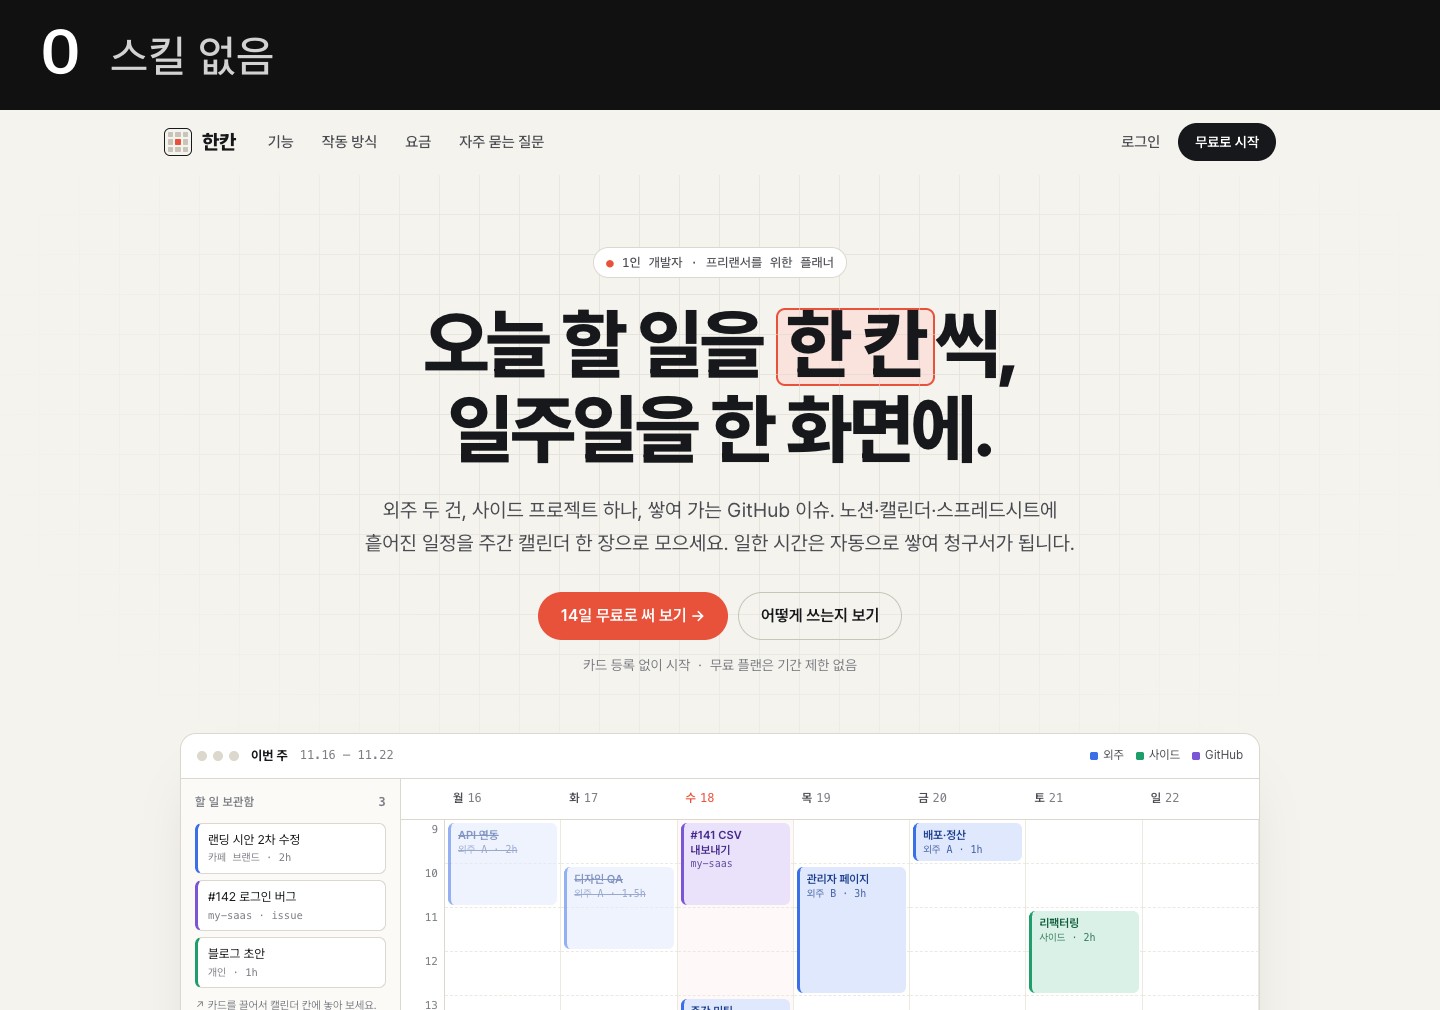 0 스킬 없음
한칸 기능 작동 방식 요금 자주 묻는 질문 로그인 무료로 시작
1인 개발자 · 프리랜서를 위한 플래너
오늘 할 일을 한 칸씩,
일주일을 한 화면에.
외주 두 건, 사이드 프로젝트 하나, 쌓여 가는 GitHub 이슈. 노션·캘린더·스프레드시트에
흩어진 일정을 주간 캘린더 한 장으로 모으세요. 일한 시간은 자동으로 쌓여 청구서가 됩니다.
14일 무료로 써 보기 → 어떻게 쓰는지 보기
카드 등록 없이 시작 · 무료 플랜은 기간 제한 없음
이번 주 11.16 — 11.22 외주 사이드 GitHub
할 일 보관함 3
랜딩 시안 2차 수정
카페 브랜드 · 2h
#142 로그인 버그
my-saas · issue
블로그 초안
개인 · 1h
↗ 카드를 끌어서 캘린더 칸에 놓아 보세요.
월 16 화 17 수 18 목 19 금 20 토 21 일 22
9
10
11
12
13
API 연동
외주 A · 2h
디자인 QA
외주 A · 1.5h
#141 CSV
내보내기
my-saas
관리자 페이지
외주 B · 3h
배포·정산
외주 A · 1h
리팩터링
사이드 · 2h